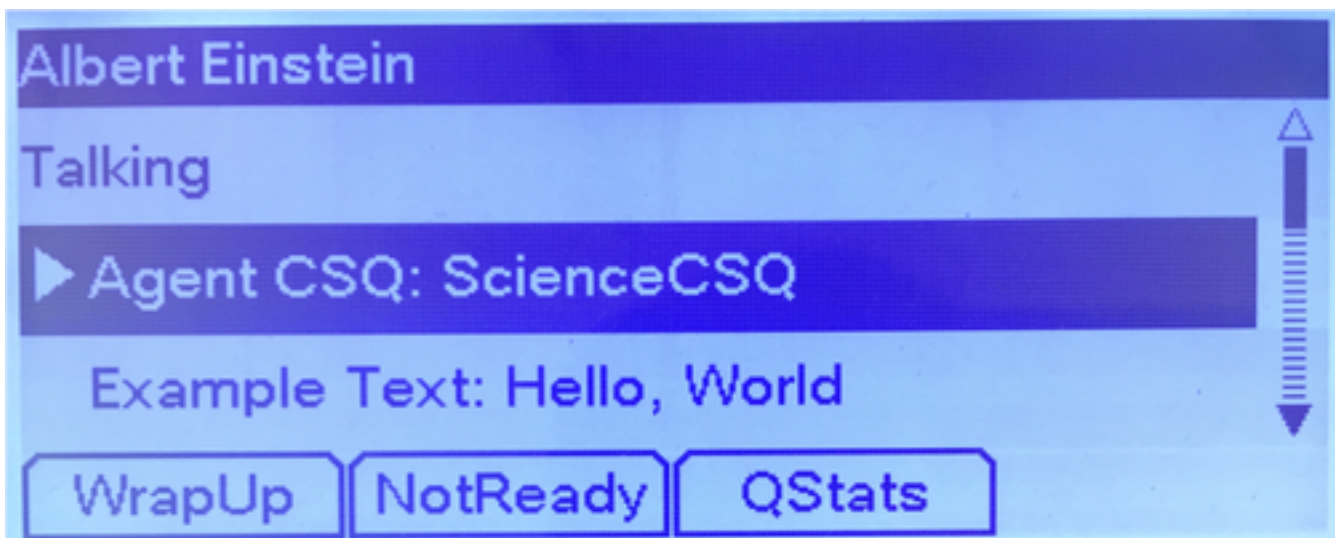 Albert Einstein
Talking
Agent CSQ: ScienceCSQ
Example Text: Hello, World
WrapUp NotReady QStats